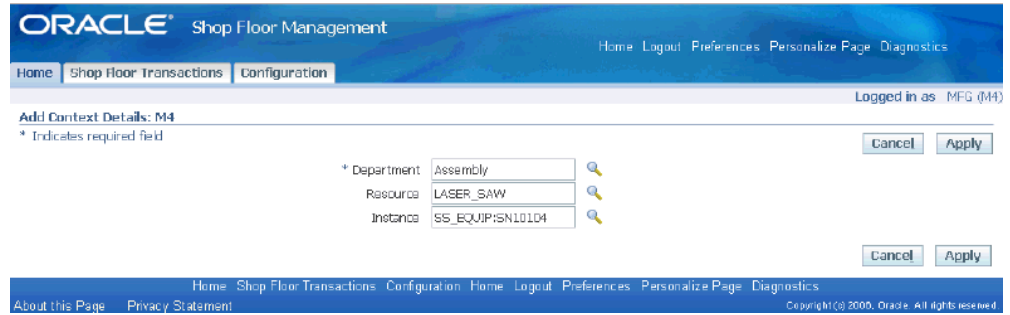 ORACLE® Shop Floor Management
Home Logout Preferences Personalize Page Diagnostics
Home Shop Floor Transactions Configuration
Logged in as MFG (M4)
Add Context Details: M4
* Indicates required field
Cancel Apply
* Department Assembly
Resource LASER_SAW
Instance SS_EQUIP:SN10104
Cancel Apply
Home Shop Floor Transactions Configuration Home Logout Preferences Personalize Page Diagnostics
About this Page Privacy Statement Copyright (c) 2000, Oracle. All rights reserved